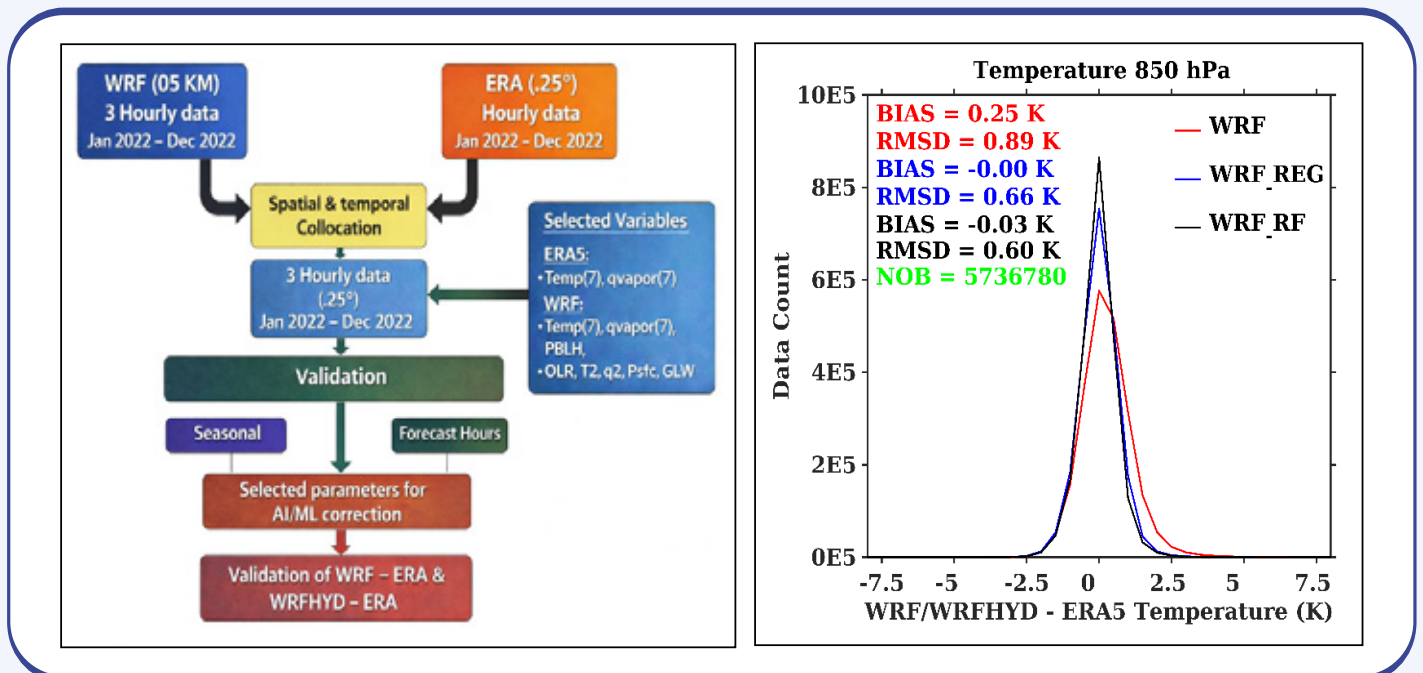 WRF (05 KM)
3 Hourly data
Jan 2022 – Dec 2022
ERA (.25°)
Hourly data
Jan 2022 – Dec 2022
Spatial & temporal
Collocation
3 Hourly data
(.25°)
Jan 2022 – Dec 2022
Selected Variables
ERA5:
• Temp(7), qvapor(7)
WRF:
• Temp(7), qvapor(7),
PBLH,
• OLR, T2, q2, Psfc, GLW
Validation
Seasonal
Forecast Hours
Selected parameters for
AI/ML correction
Validation of WRF – ERA &
WRFHYD – ERA
Temperature 850 hPa
BIAS = 0.25 K
RMSD = 0.89 K
BIAS = -0.00 K
RMSD = 0.66 K
BIAS = -0.03 K
RMSD = 0.60 K
NOB = 5736780
WRF
WRF_REG
WRF_RF
Data Count
10E5
8E5
6E5
4E5
2E5
0E5
-7.5 -5 -2.5 0 2.5 5 7.5
WRF/WRFHYD - ERA5 Temperature (K)